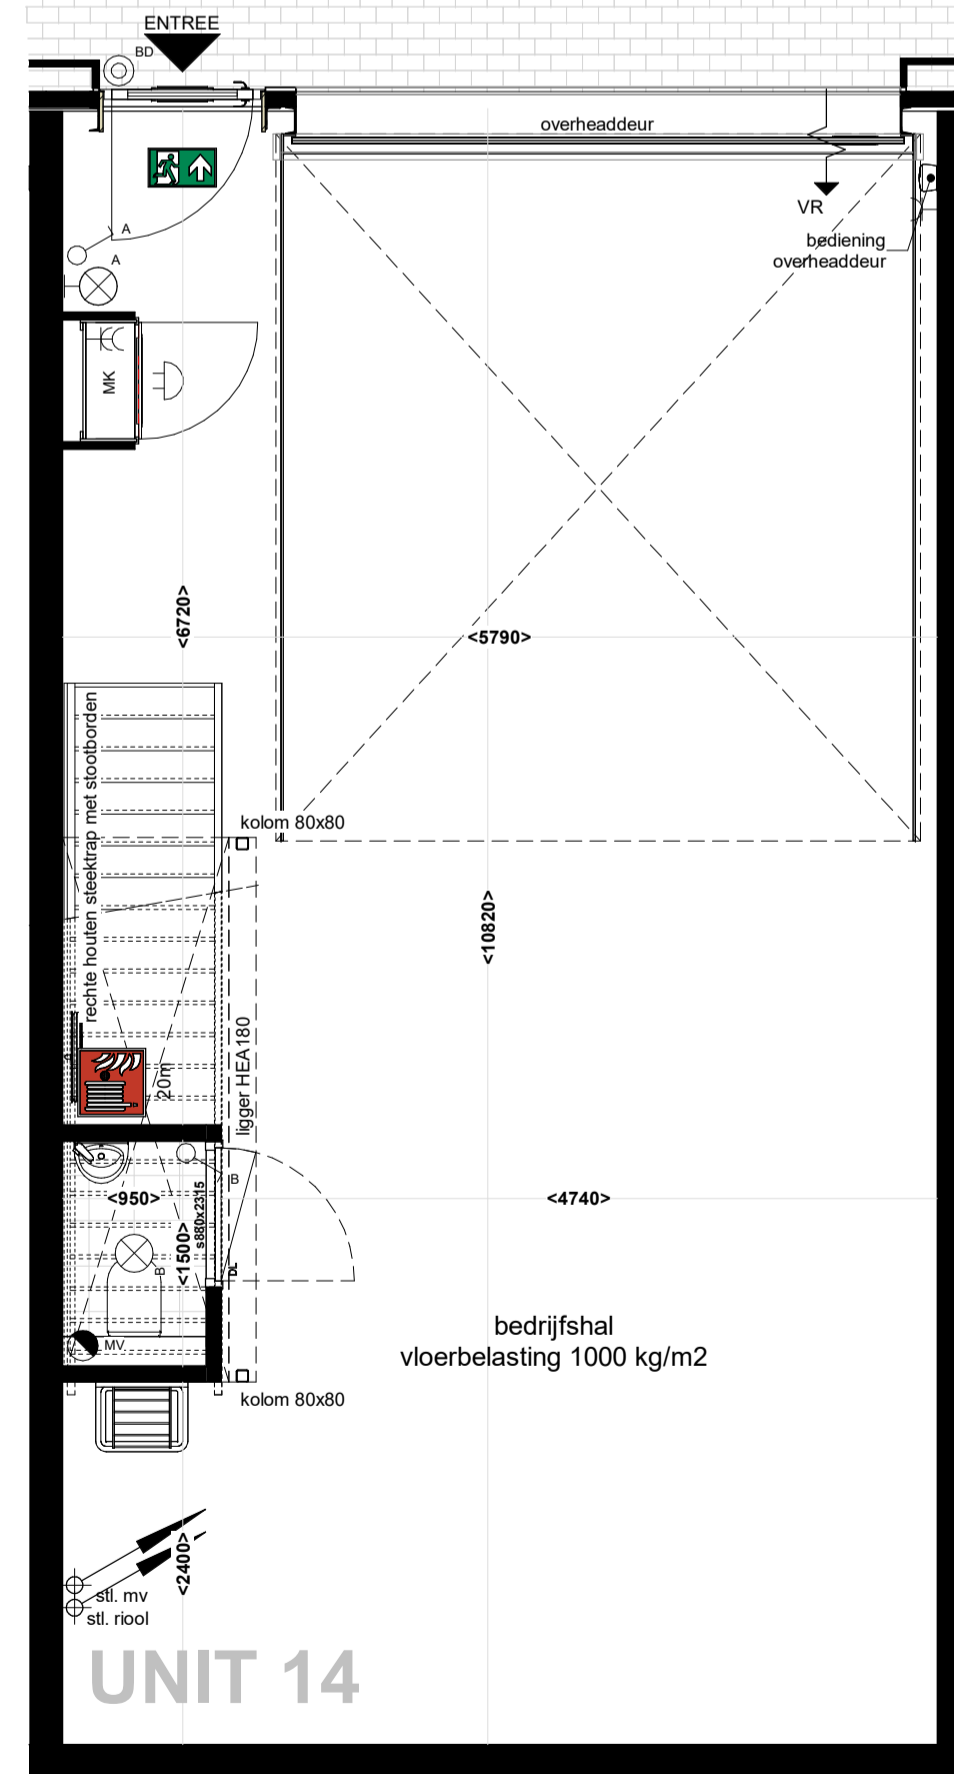 ENTREE
BD
overheaddeur
VR
bediening
overheaddeur
A
A
MK
<6720>
<5790>
rechte houten steektrap met stootborden
kolom 80x80
<10820>
ligger HEA180
20m
B
<950>
s880x2315
<4740>
<1500>
DL
B
MV
bedrijfshal
vloerbelasting 1000 kg/m2
kolom 80x80
<2400>
stl. mv
stl. riool
UNIT 14